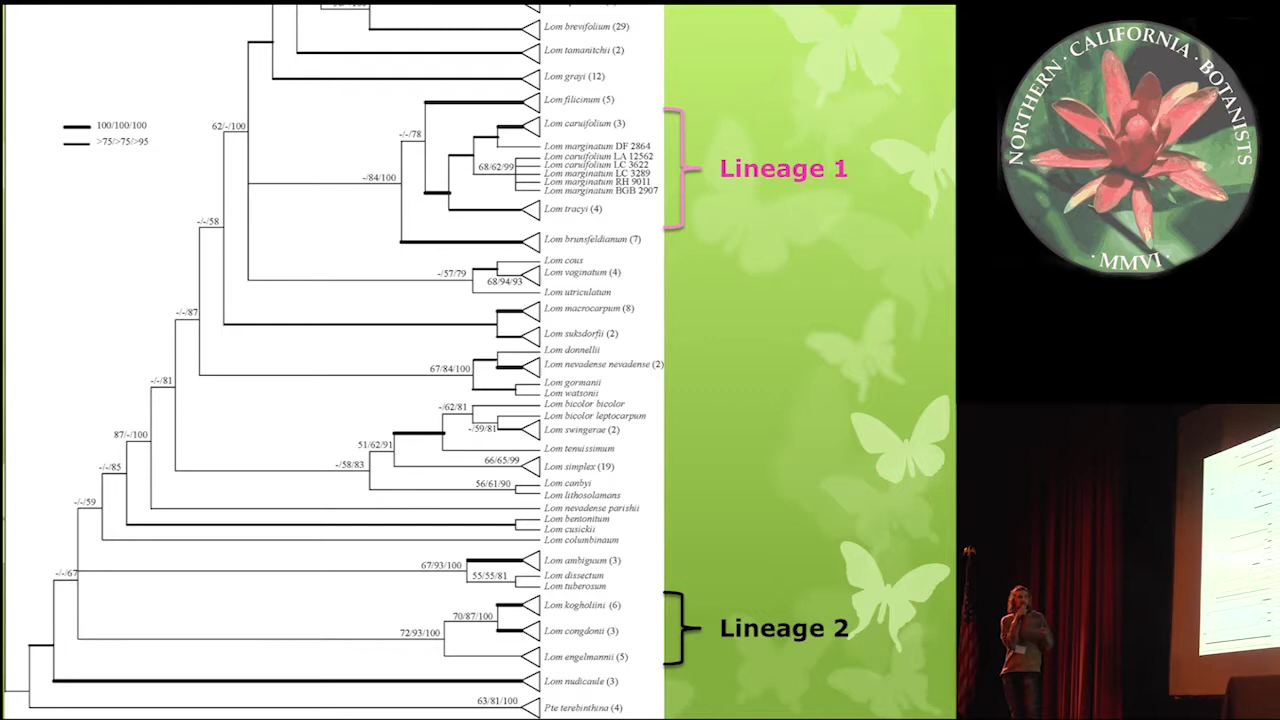 Lom brevifolium (29)
Lom tamanitchii (2)
Lom grayi (12)
Lom filicinum (5)
100/100/100
>75/>75/>95
62/-/100
-/-/78
Lom caruifolium (3)
Lom marginatum DF 2864
Lom caruifolium LA 12562
Lom caruifolium LC 3622
68/62/99
Lom marginatum LC 3289
Lom marginatum RH 9011
Lom marginatum BGB 2907
Lineage 1
-/84/100
Lom tracyi (4)
-/-/58
Lom brunsfeldianum (7)
Lom cous
-/57/79
Lom vaginatum (4)
68/94/93
Lom utriculatum
-/-/87
Lom macrocarpum (8)
Lom suksdorfii (2)
Lom donnellii
67/84/100
Lom nevadense nevadense (2)
-/-/81
Lom gormanii
Lom watsonii
Lom bicolor bicolor
-/62/81
Lom bicolor leptocarpum
-/59/81
Lom swingerae (2)
87/-/100
51/62/91
Lom tenuissimum
-/58/83
66/65/99
Lom simplex (19)
-/-/85
56/61/90
Lom canbyi
Lom lithosolamans
-/-/59
Lom nevadense parishii
Lom bentonitum
Lom cusickii
Lom columbinaum
67/93/100
Lom ambiguum (3)
-/-/67
55/55/81
Lom dissectum
Lom tuberosum
Lom kogholiini (6)
70/87/100
72/93/100
Lom congdonii (3)
Lineage 2
Lom engelmannii (5)
Lom nudicaule (3)
63/81/100
Pte terebinthina (4)
NORTHERN · CALIFORNIA · BOTANISTS
· MMVI ·